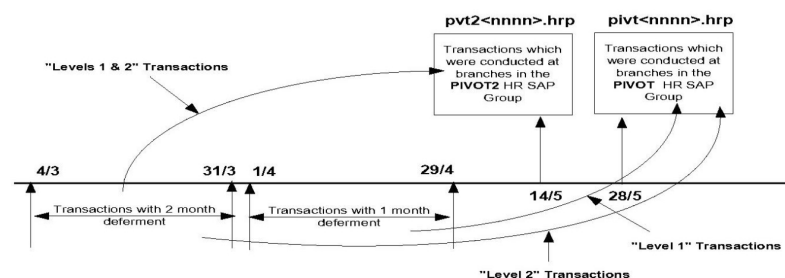 pvt2<nnnn>.hrp
pivt<nnnn>.hrp
Transactions which
were conducted at
branches in the
PIVOT2 HR SAP
Group
Transactions which
were conducted at
branches in the
PIVOT HR SAP
Group
"Levels 1 & 2" Transactions
4/3
31/3
1/4
29/4
14/5
28/5
Transactions with 2 month
deferment
Transactions with 1 month
deferment
"Level 1" Transactions
"Level 2" Transactions